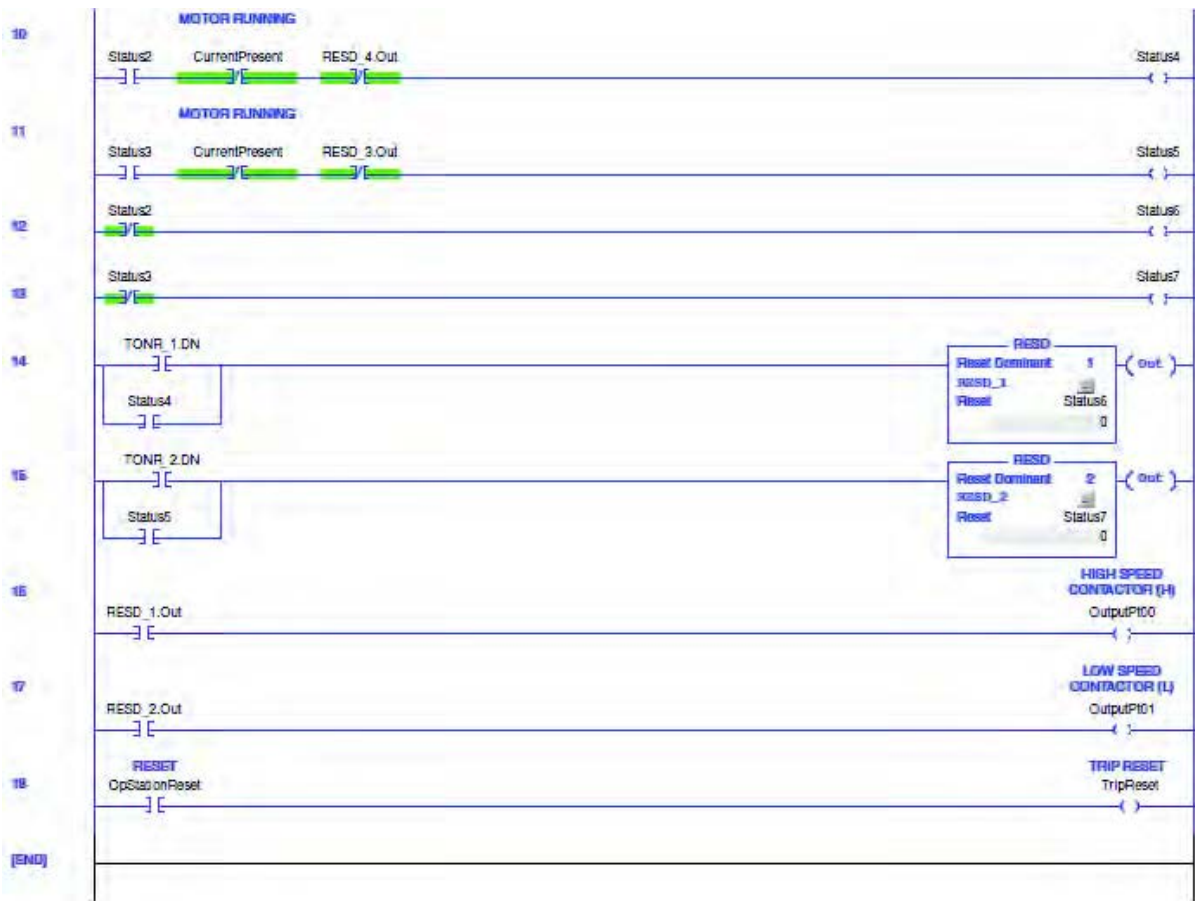 MOTOR RUNNING
10
Status2 CurrentPresent RESD_4.Out Status4
MOTOR RUNNING
11
Status3 CurrentPresent RESD_3.Out Status5
Status2 Status6
12
Status3 Status7
13
TONR_1.DN RESD
14 Reset Dominant 1 Out
RESD_1
Status4 Reset Status6
0
TONR_2.DN RESD
15 Reset Dominant 2 Out
RESD_2
Status5 Reset Status7
0
HIGH SPEED
16 CONTACTOR (H)
RESD_1.Out OutputPt00
LOW SPEED
17 CONTACTOR (L)
RESD_2.Out OutputPt01
RESET TRIP RESET
18 OpStationReset TripReset
[END]